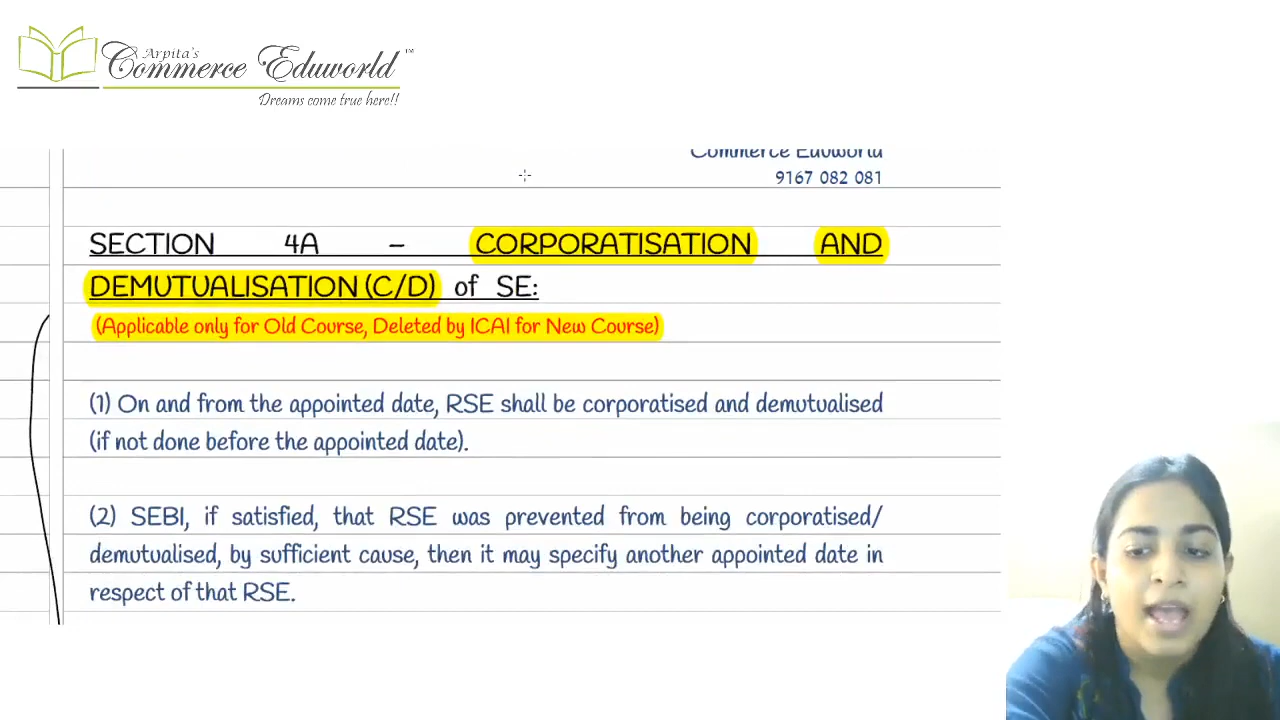 Arpita's
Commerce Eduworld™
Dreams come true here!!
Commerce Eduworld
9167 082 081
SECTION 4A – CORPORATISATION AND
DEMUTUALISATION (C/D) of SE:
(Applicable only for Old Course, Deleted by ICAI for New Course)
(1) On and from the appointed date, RSE shall be corporatised and demutualised
(if not done before the appointed date).
(2) SEBI, if satisfied, that RSE was prevented from being corporatised/
demutualised, by sufficient cause, then it may specify another appointed date in
respect of that RSE.